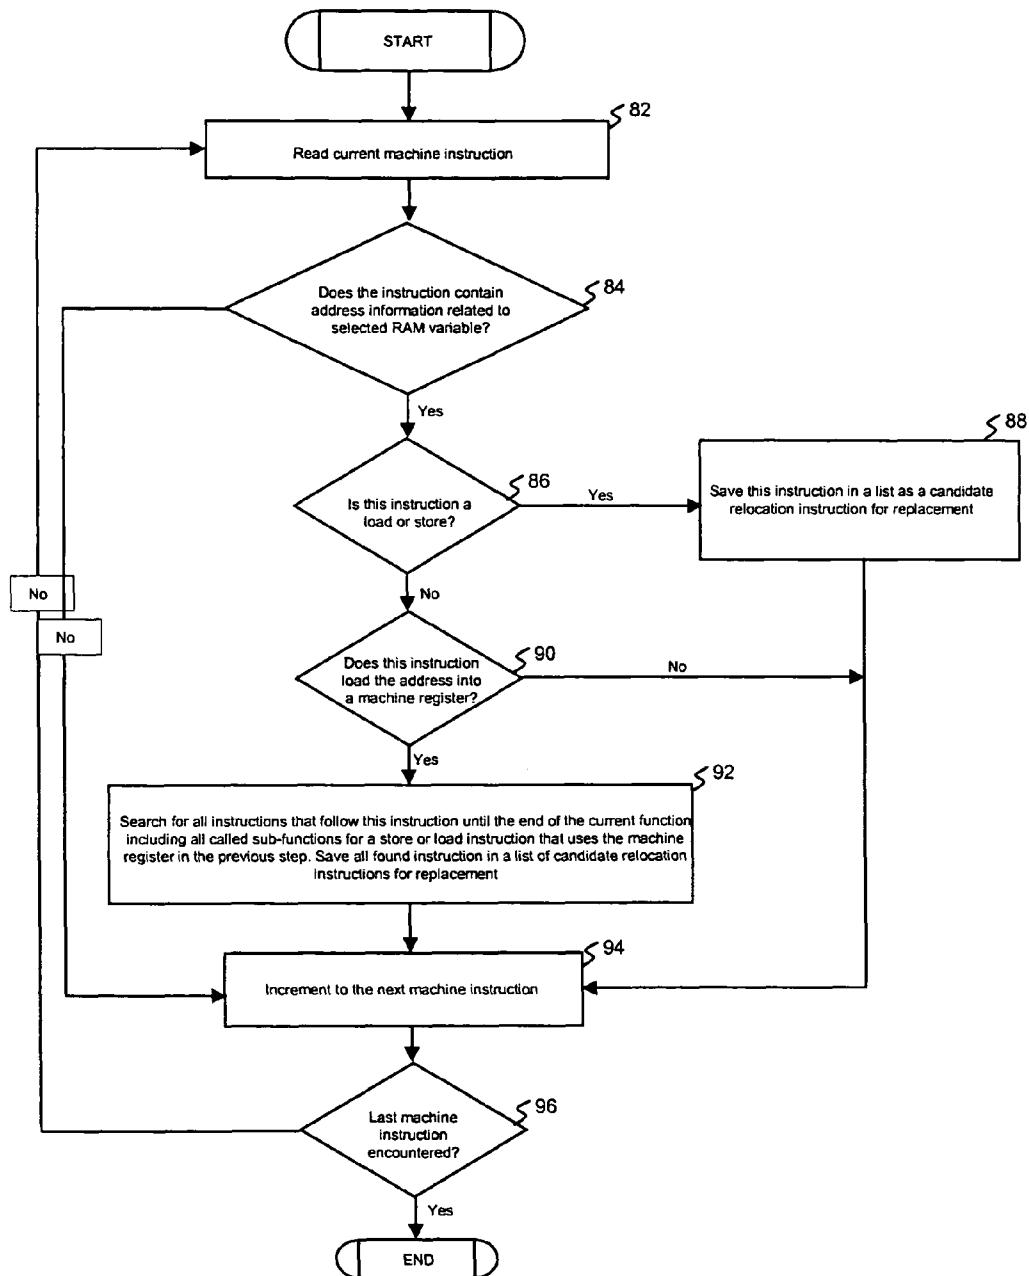 START
82
Read current machine instruction
Does the instruction contain
address information related to
selected RAM variable?
84
Yes
88
Is this instruction a
load or store?
86
Yes
Save this instruction in a list as a candidate
relocation instruction for replacement
No
No
No
Does this instruction
load the address into
a machine register?
90
No
Yes
92
Search for all instructions that follow this instruction until the end of the current function
including all called sub-functions for a store or load instruction that uses the machine
register in the previous step. Save all found instruction in a list of candidate relocation
instructions for replacement
94
Increment to the next machine instruction
Last machine
instruction
encountered?
96
Yes
END